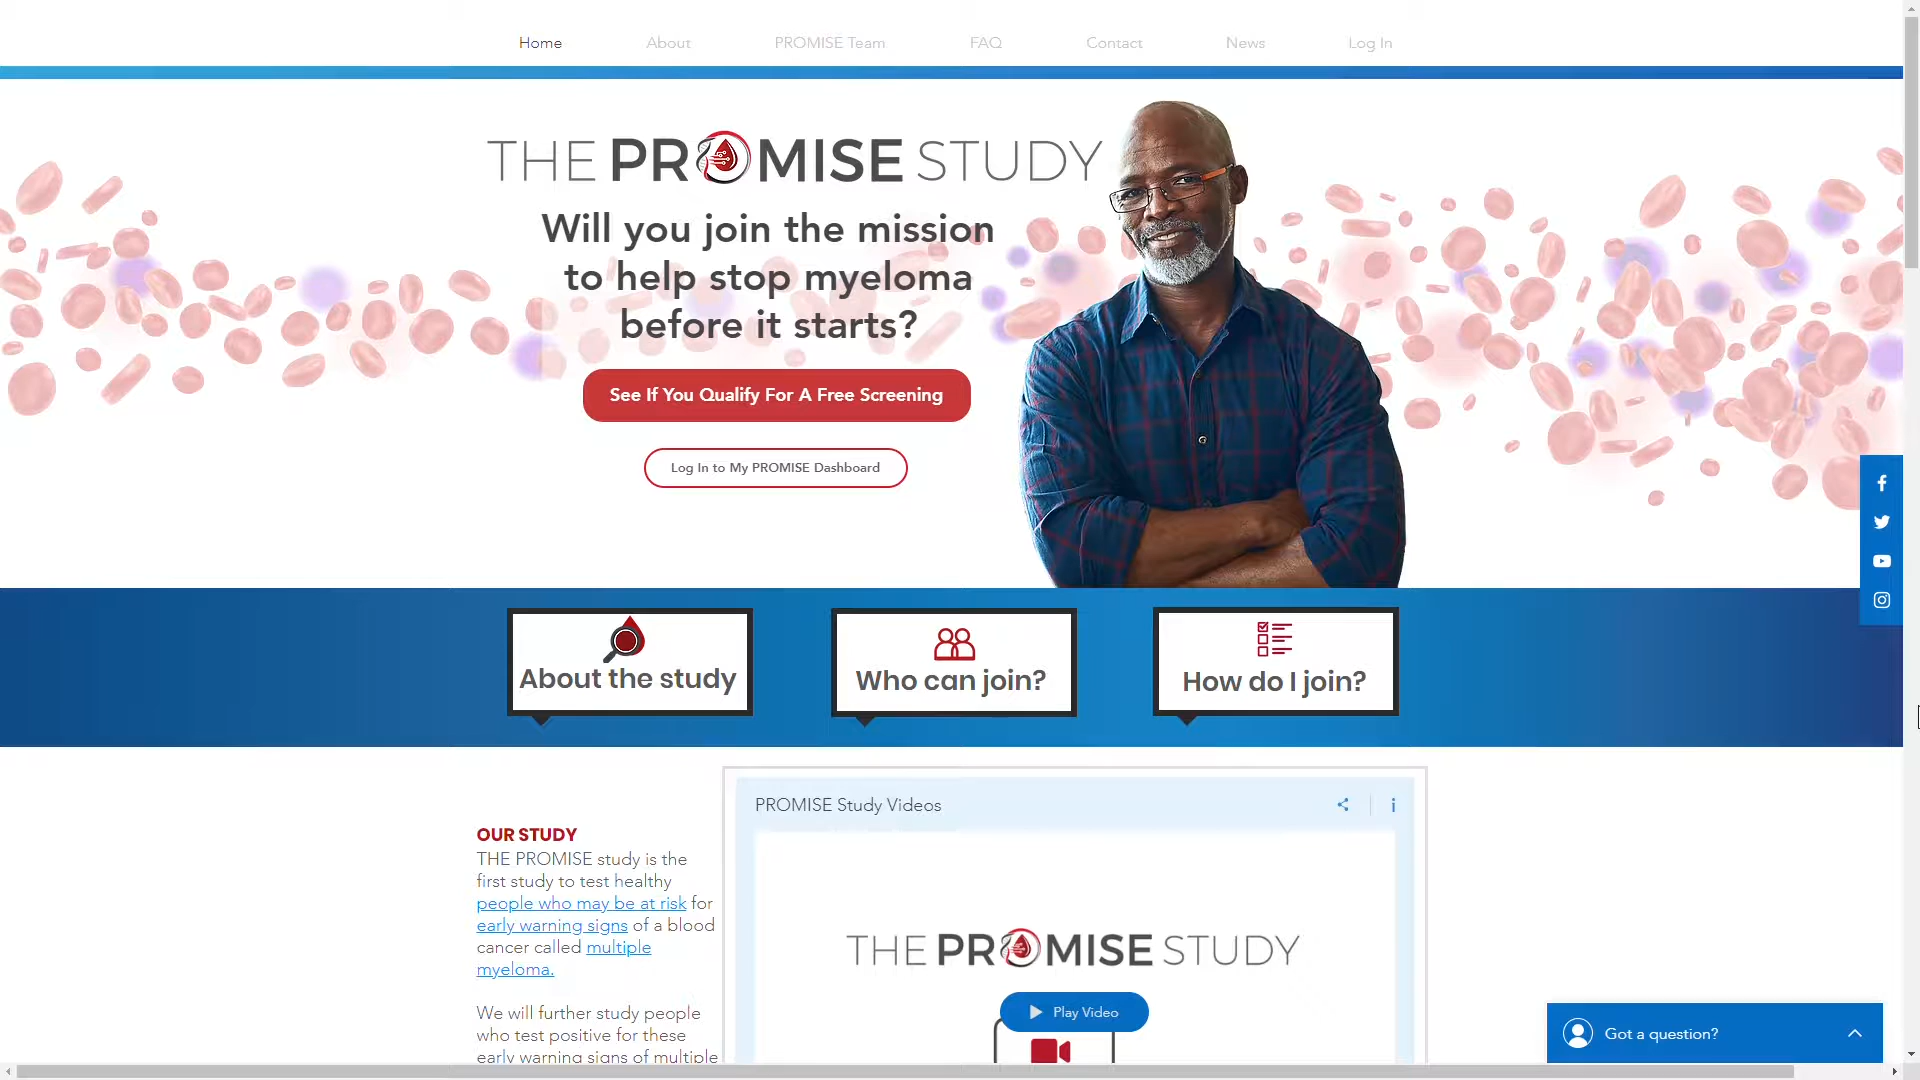 Home About PROMISE Team FAQ Contact News Log In
THE PROMISE STUDY
Will you join the mission
to help stop myeloma
before it starts?
See If You Qualify For A Free Screening
Log In to My PROMISE Dashboard
About the study
Who can join?
How do I join?
OUR STUDY
THE PROMISE study is the
first study to test healthy
people who may be at risk for
early warning signs of a blood
cancer called multiple
myeloma.
We will further study people
who test positive for these
early warning signs of multiple
PROMISE Study Videos
THE PROMISE STUDY
Play Video
Got a question?